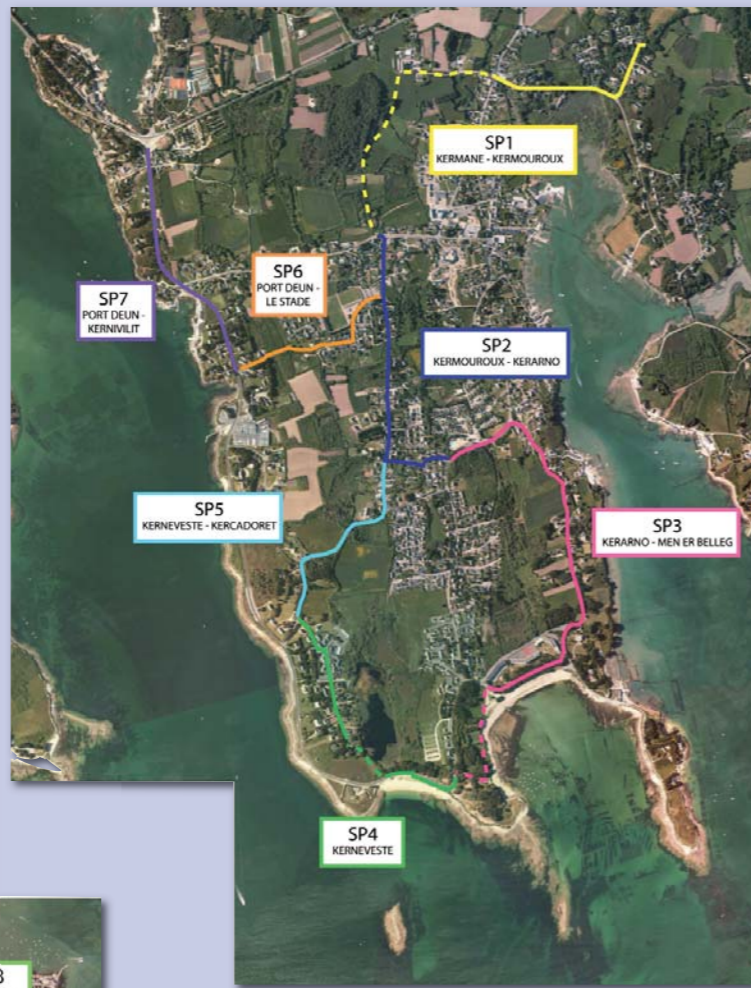 SP1
KERMANE - KERMOUROUX
SP6
PORT DEUN -
LE STADE
SP7
PORT DEUN -
KERNIVILIT
SP2
KERMOUROUX - KERARNO
SP5
KERNEVESTE - KERCADORET
SP3
KERARNO - MEN ER BELLEG
SP4
KERNEVESTE